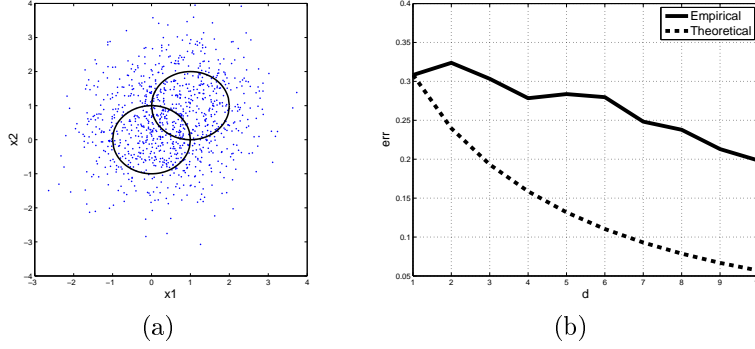 4
3
2
1
0
−1
−2
−3
−4
x2
−3 −2 −1 0 1 2 3 4
x1
(a)
0.4
0.35
0.3
0.25
0.2
0.15
0.1
0.05
err
Empirical
Theoretical
1 2 3 4 5 6 7 8 9
d
(b)